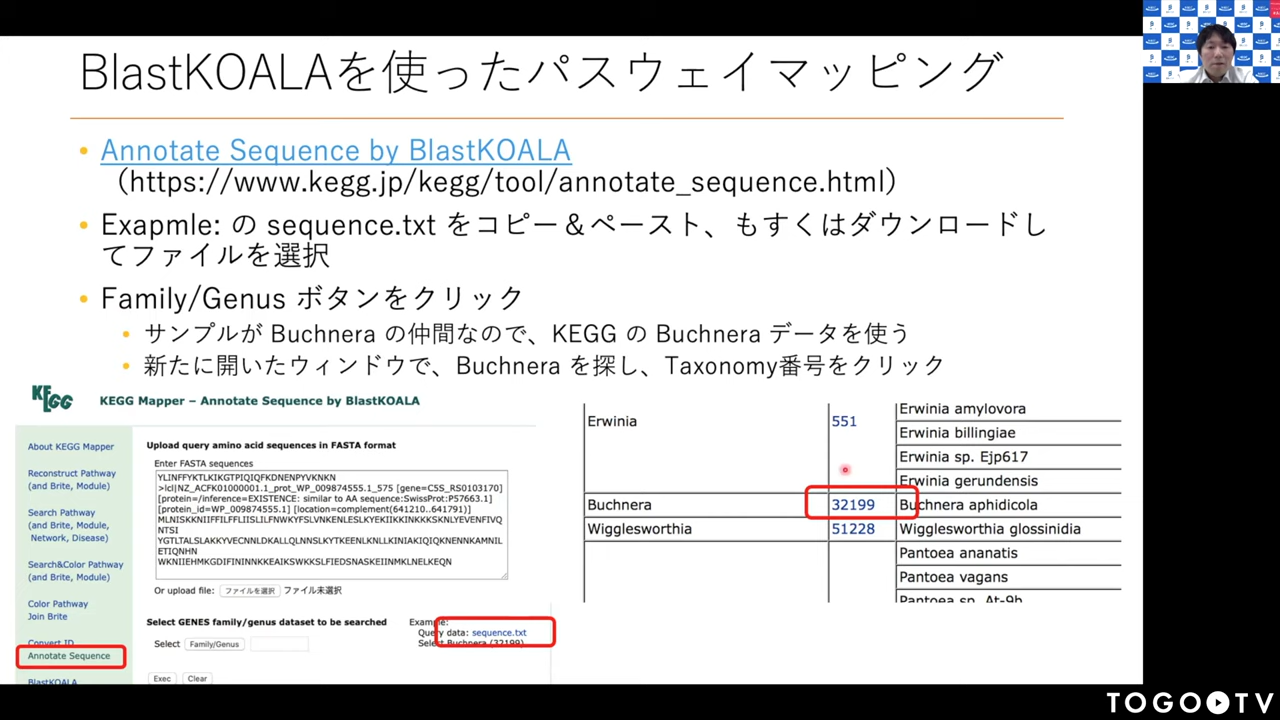 BlastKOALAを使ったパスウェイマッピング
• Annotate Sequence by BlastKOALA
（https://www.kegg.jp/kegg/tool/annotate_sequence.html）
• Exapmle: の sequence.txt をコピー＆ペースト、もすくはダウンロードし
てファイルを選択
• Family/Genus ボタンをクリック
• サンプルが Buchnera の仲間なので、KEGG の Buchnera データを使う
• 新たに開いたウィンドウで、Buchnera を探し、Taxonomy番号をクリック
KEGG
KEGG Mapper – Annotate Sequence by BlastKOALA
About KEGG Mapper
Reconstruct Pathway
(and Brite, Module)
Search Pathway
(and Brite, Module,
Network, Disease)
Search&Color Pathway
(and Brite, Module)
Color Pathway
Join Brite
Convert ID
Annotate Sequence
BlastKOALA
Upload query amino acid sequences in FASTA format
Enter FASTA sequences
YLINFFYKTLKIKGTPIQIQFKDNENPYVKNKN
>lcl|NZ_ACFK01000001.1_prot_WP_009874555.1_575 [gene=C5S_RS0103170]
[protein=/inference=EXISTENCE: similar to AA sequence:SwissProt:P57663.1]
[protein_id=WP_009874555.1] [location=complement(641210..641791)]
MLNISKKNIIFFILFFLIISLILFNWKYFSLVNKENLESLKYEKIIKKINKKKSKNLYEVENFIVQ
NTSI
YGTLTALSLAKKYVECNNLDKALLQLNNSLKYTKEENLKNLLKINIAKIQIQKNENNKAMNIL
ETIQNHN
WKNIIEHMKGDIFININNKKEAIKSWKKSLFIEDSNASKEIINMKLNELKEQN
Or upload file: ファイルを選択 ファイル未選択
Select GENES family/genus dataset to be searched
Select Family/Genus
Example:
Query data: sequence.txt
Select Buchnera (32199)
Exec Clear
Erwinia 551 Erwinia amylovora
Erwinia billingiae
Erwinia sp. Ejp617
Erwinia gerundensis
Buchnera 32199 Buchnera aphidicola
Wigglesworthia 51228 Wigglesworthia glossinidia
Pantoea ananatis
Pantoea vagans
Pantoea sp. At-9b
TOGO TV